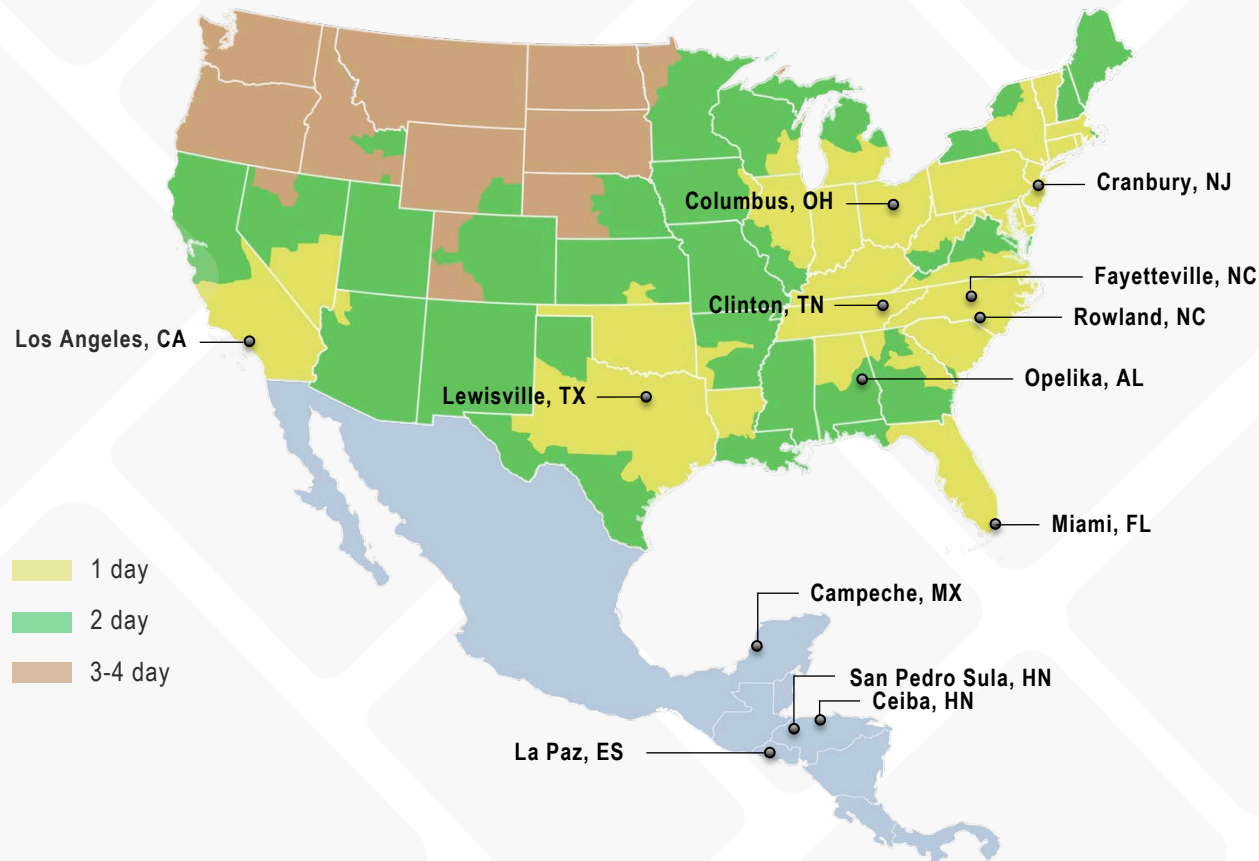 Cranbury, NJ
Columbus, OH
Fayetteville, NC
Clinton, TN
Rowland, NC
Los Angeles, CA
Opelika, AL
Lewisville, TX
Miami, FL
1 day
2 day
3-4 day
Campeche, MX
San Pedro Sula, HN
Ceiba, HN
La Paz, ES